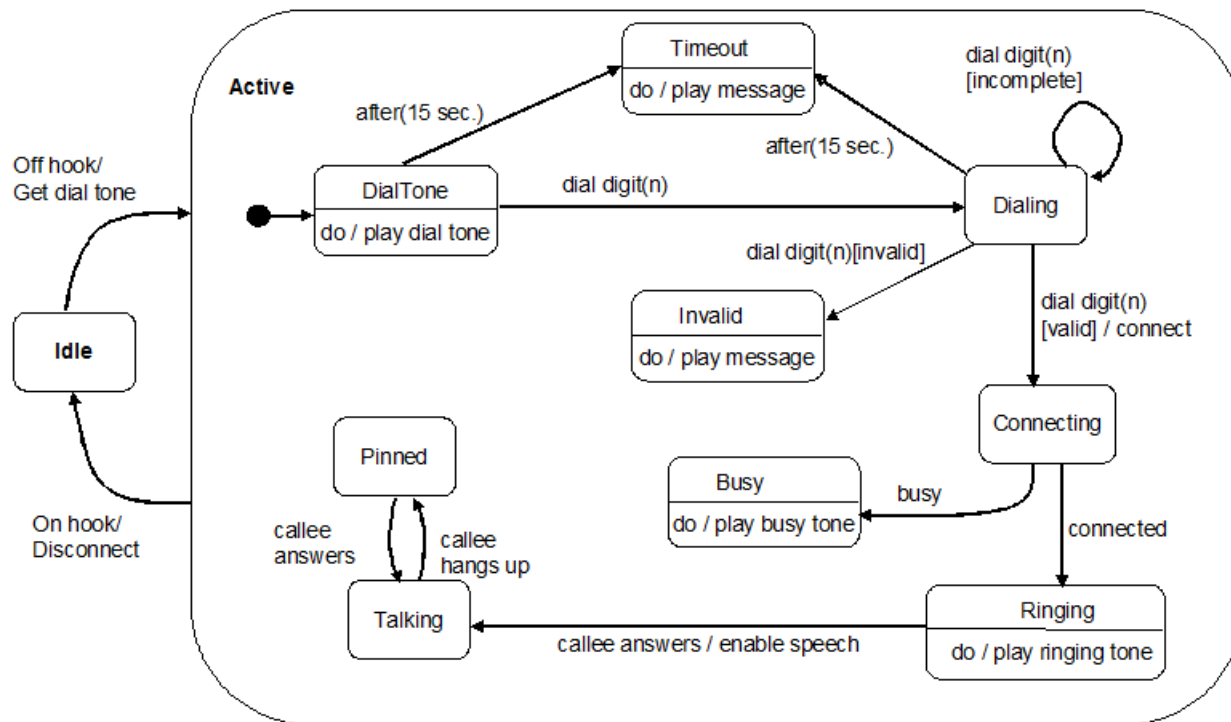 Timeout
do / play message
dial digit(n)
[incomplete]
Active
after(15 sec.)
after(15 sec.)
Off hook/
Get dial tone
DialTone
do / play dial tone
dial digit(n)
Dialing
dial digit(n)[invalid]
Invalid
do / play message
dial digit(n)
[valid] / connect
Idle
Connecting
Pinned
Busy
do / play busy tone
busy
connected
On hook/
Disconnect
callee
answers
callee
hangs up
Talking
callee answers / enable speech
Ringing
do / play ringing tone